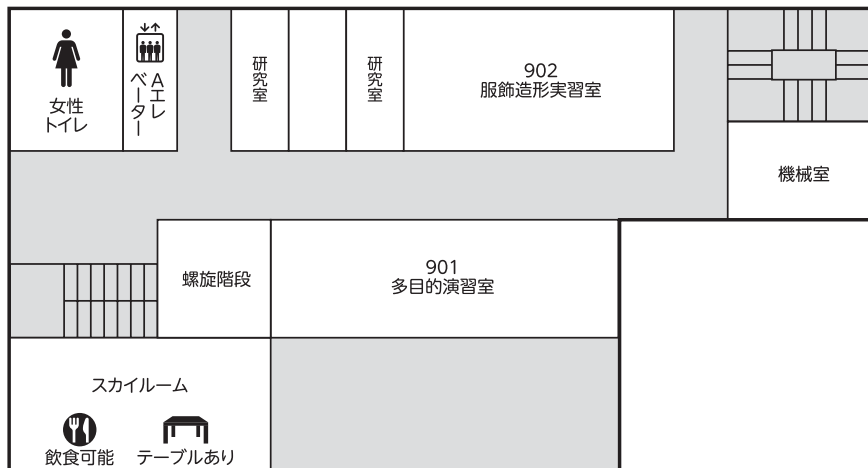 女性
トイレ
Aエレ
ベーター
研究室
研究室
902
服飾造形実習室
機械室
螺旋階段
901
多目的演習室
スカイルーム
飲食可能
テーブルあり